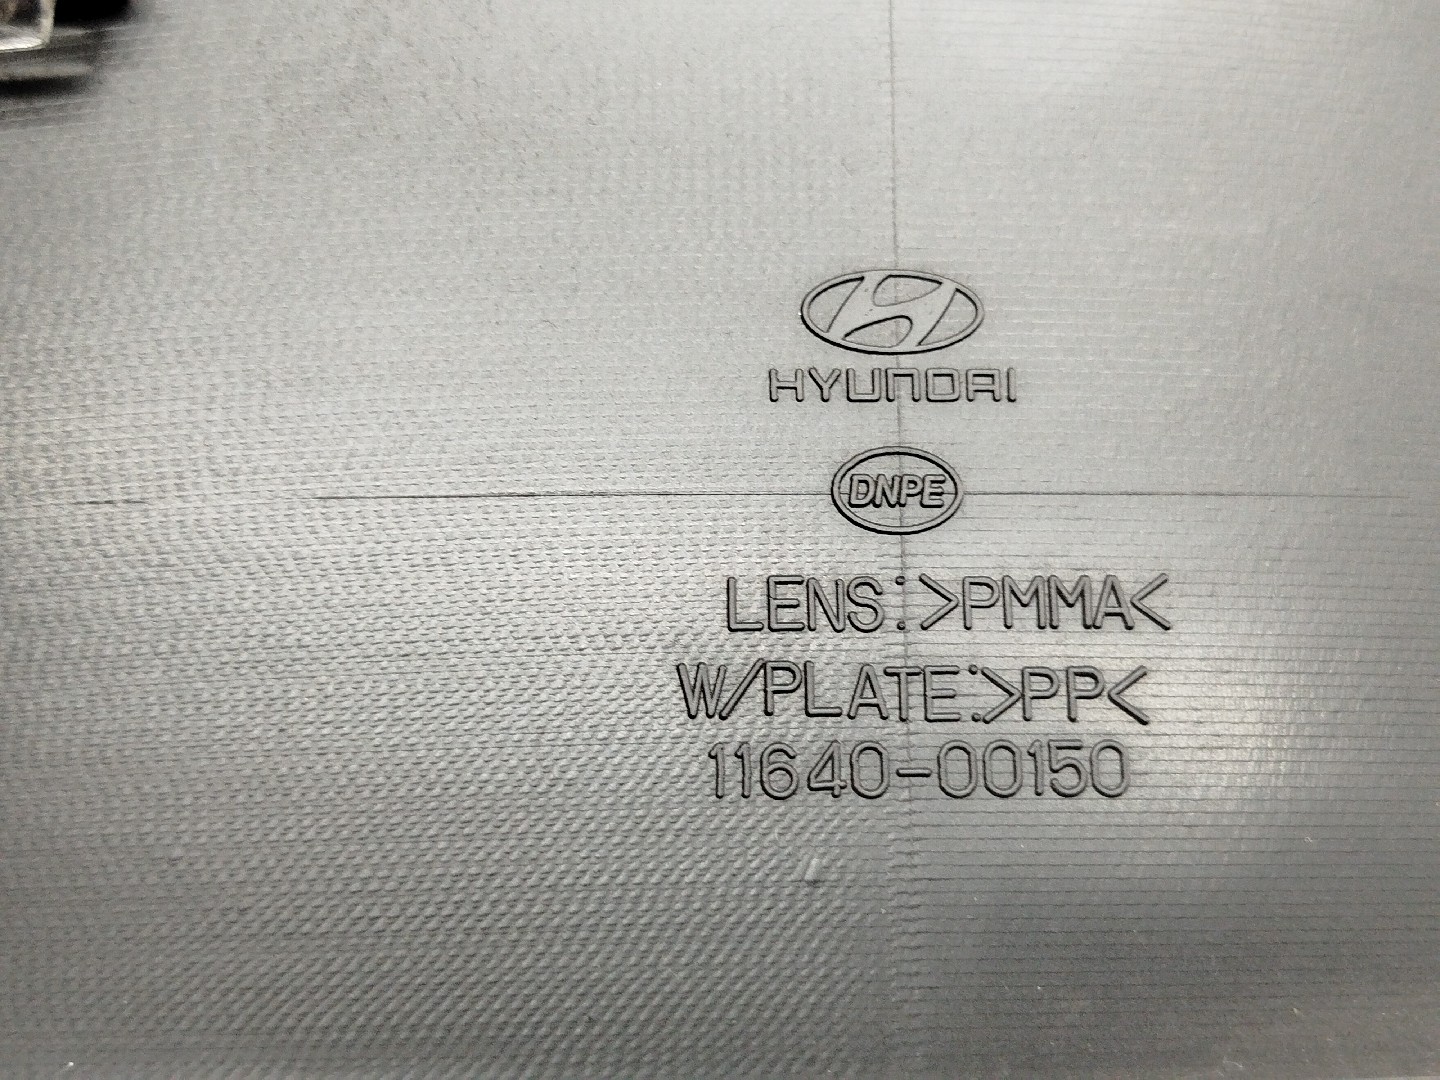 HYUNDAI
DNPE
LENS:>PMMA<
W/PLATE:>PP<
11640-00150